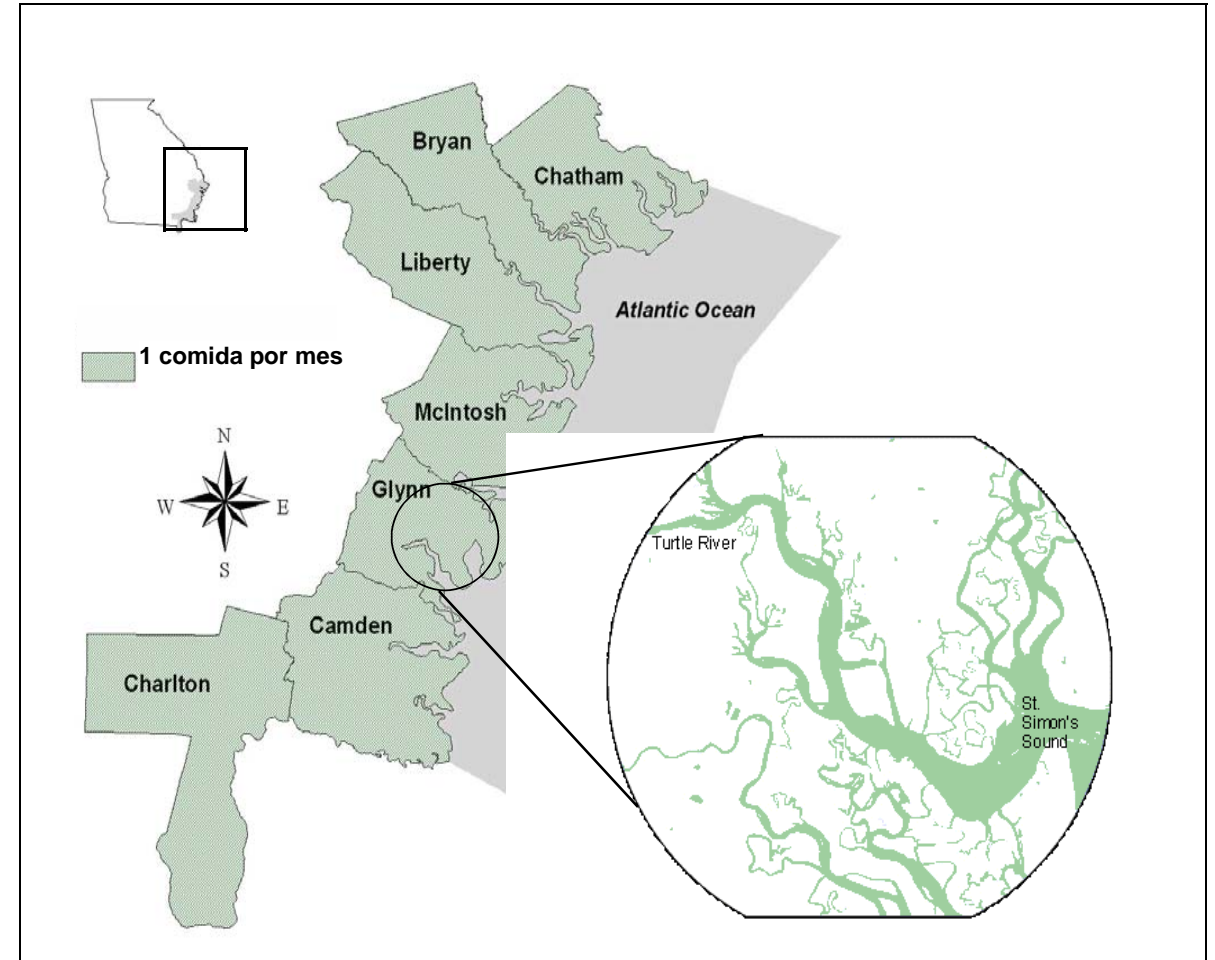 Bryan
Chatham
Liberty
Atlantic Ocean
1 comida por mes
McIntosh
N
W
E
S
Glynn
Turtle River
Camden
Charlton
St.
Simon's
Sound